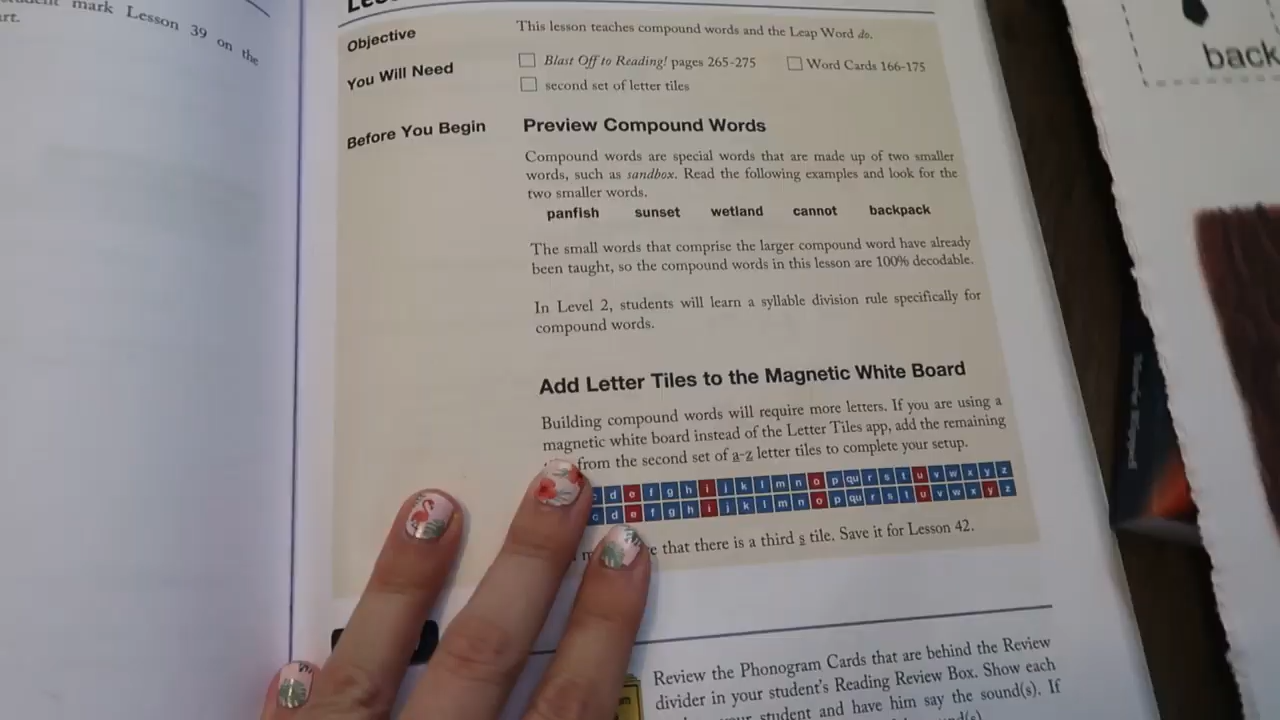 mark Lesson 39 on the
This lesson teaches compound words and the Leap Word do.
Objective
You Will Need
Blast Off to Reading! pages 265-275
Word Cards 166-175
second set of letter tiles
Before You Begin
Preview Compound Words
Compound words are special words that are made up of two smaller
words, such as sandbox. Read the following examples and look for the
two smaller words.
panfish sunset wetland cannot backpack
The small words that comprise the larger compound word have already
been taught, so the compound words in this lesson are 100% decodable.
In Level 2, students will learn a syllable division rule specifically for
compound words.
Add Letter Tiles to the Magnetic White Board
Building compound words will require more letters. If you are using a
magnetic white board instead of the Letter Tiles app, add the remaining
from the second set of a-z letter tiles to complete your setup.
c d e f g h i j k l m n o p qu r s t u v w x y z
c d e f g h i j k l m n o p qu r s t u v w x y z
that there is a third s tile. Save it for Lesson 42.
Review the Phonogram Cards that are behind the Review
divider in your student's Reading Review Box. Show each
student and have him say the sound(s). If
back